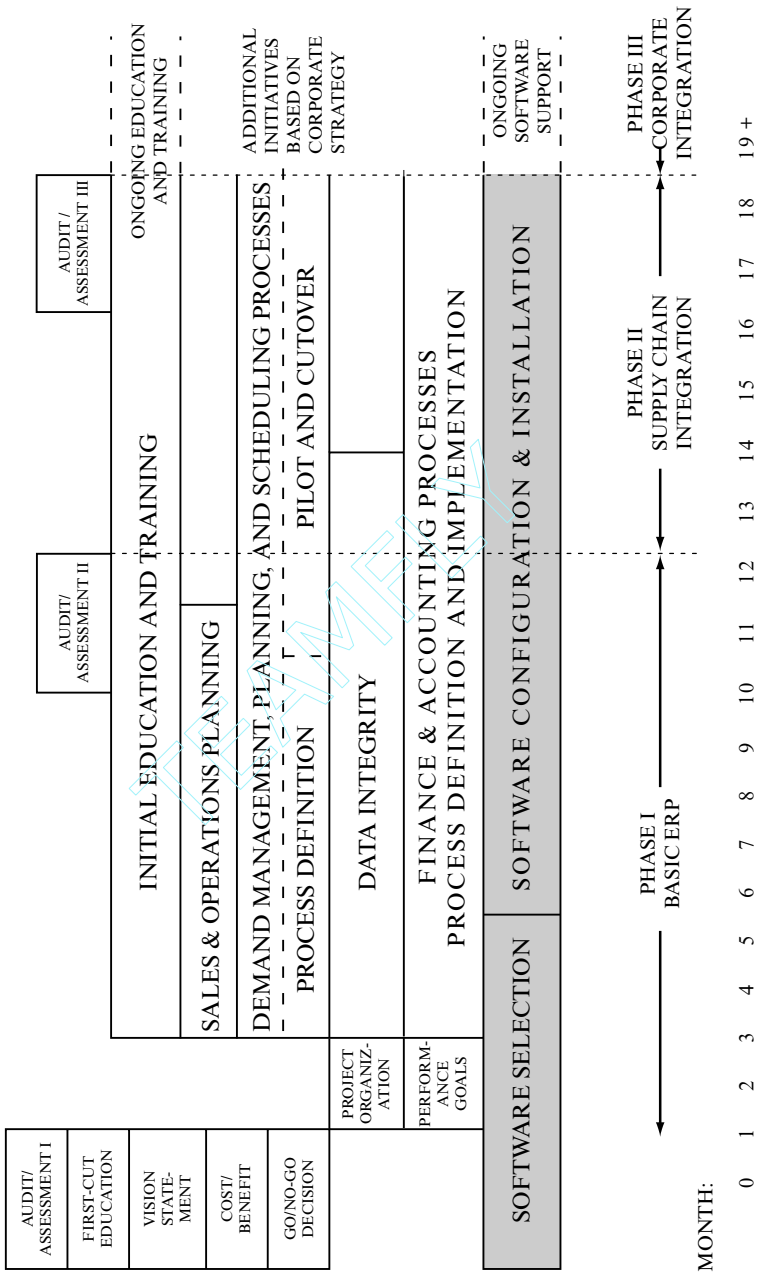 AUDIT/
ASSESSMENT I
FIRST-CUT
EDUCATION
VISION
STATE-
MENT
COST/
BENEFIT
GO/NO-GO
DECISION
AUDIT/
ASSESSMENT II
AUDIT /
ASSESSMENT III
INITIAL EDUCATION AND TRAINING
ONGOING EDUCATION
AND TRAINING
SALES & OPERATIONS PLANNING
DEMAND MANAGEMENT, PLANNING, AND SCHEDULING PROCESSES
PROCESS DEFINITION
PILOT AND CUTOVER
ADDITIONAL
INITIATIVES
BASED ON
CORPORATE
STRATEGY
PROJECT
ORGANIZ-
ATION
DATA INTEGRITY
PERFORM-
ANCE
GOALS
FINANCE & ACCOUNTING PROCESSES
PROCESS DEFINITION AND IMPLEMENTATION
SOFTWARE SELECTION
SOFTWARE CONFIGURATION & INSTALLATION
ONGOING
SOFTWARE
SUPPORT
PHASE I
BASIC ERP
PHASE II
SUPPLY CHAIN
INTEGRATION
PHASE III
CORPORATE
INTEGRATION
MONTH:
0 1 2 3 4 5 6 7 8 9 10 11 12 13 14 15 16 17 18 19 +
TEAMFLY